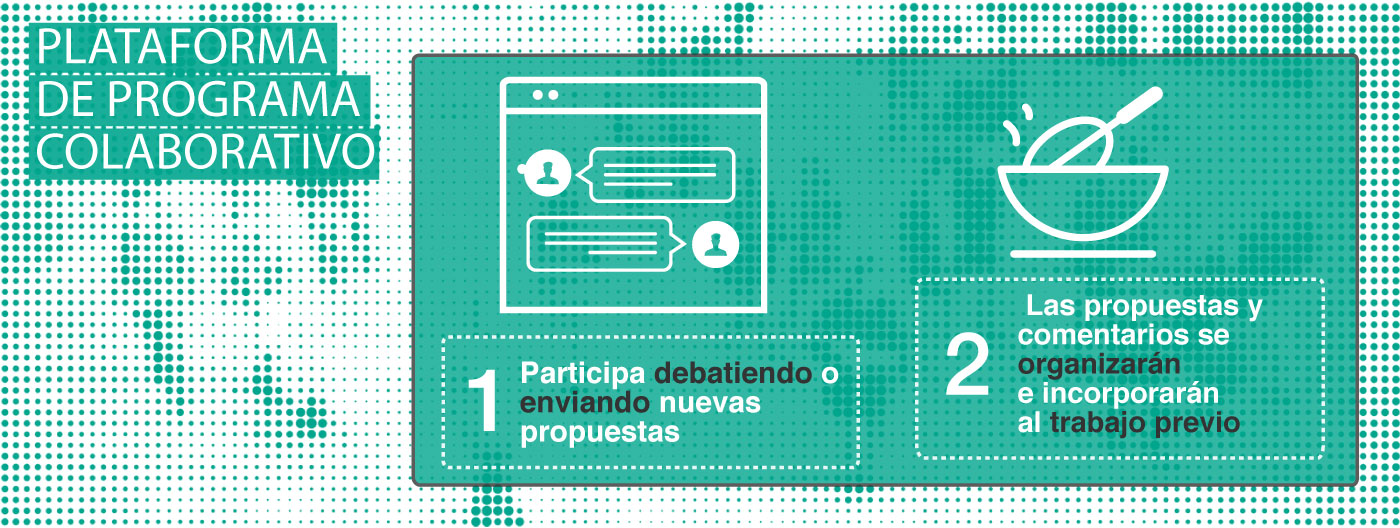 PLATAFORMA
DE PROGRAMA
COLABORATIVO
1
Participa debatiendo o
enviando nuevas
propuestas
2
Las propuestas y
comentarios se
organizarán
e incorporarán
al trabajo previo